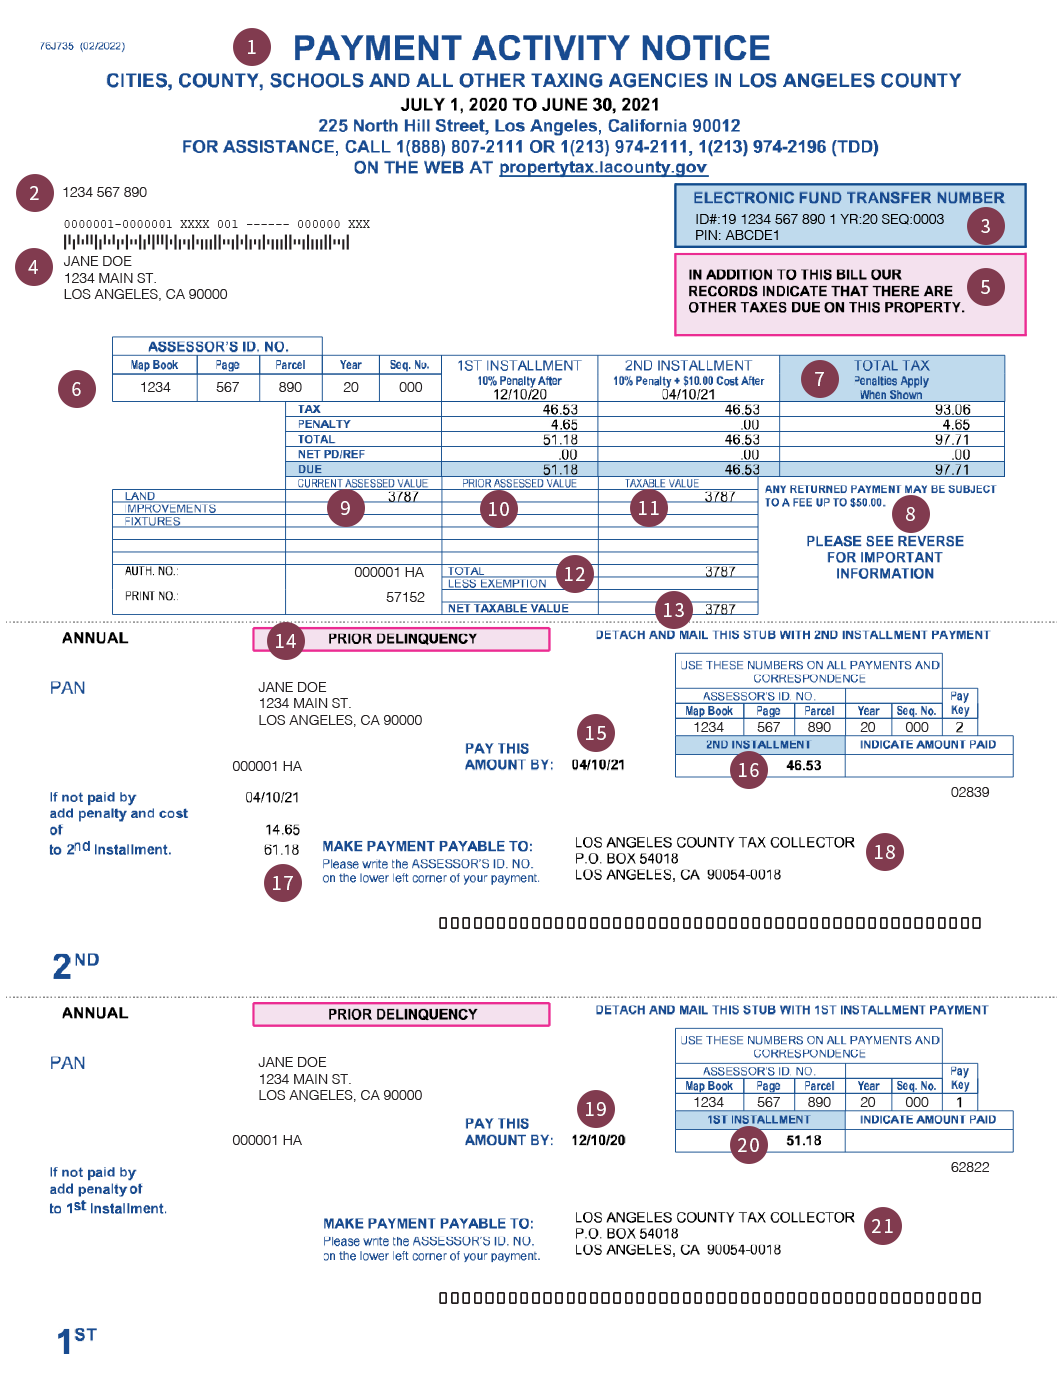 76J735 (02/2022)
1 PAYMENT ACTIVITY NOTICE
CITIES, COUNTY, SCHOOLS AND ALL OTHER TAXING AGENCIES IN LOS ANGELES COUNTY
JULY 1, 2020 TO JUNE 30, 2021
225 North Hill Street, Los Angeles, California 90012
FOR ASSISTANCE, CALL 1(888) 807-2111 OR 1(213) 974-2111, 1(213) 974-2196 (TDD)
ON THE WEB AT propertytax.lacounty.gov
2 1234 567 890
0000001-0000001 XXXX 001 ------ 000000 XXX
4 JANE DOE
1234 MAIN ST.
LOS ANGELES, CA 90000
ELECTRONIC FUND TRANSFER NUMBER
ID#:19 1234 567 890 1 YR:20 SEQ:0003 3
PIN: ABCDE1
IN ADDITION TO THIS BILL OUR
RECORDS INDICATE THAT THERE ARE 5
OTHER TAXES DUE ON THIS PROPERTY.
ASSESSOR'S ID. NO.
Map Book Page Parcel Year Seq. No. 1ST INSTALLMENT 2ND INSTALLMENT 7 TOTAL TAX
10% Penalty After 10% Penalty + $10.00 Cost After Penalties Apply
6 1234 567 890 20 000 12/10/20 04/10/21 When Shown
TAX 46.53 46.53 93.06
PENALTY 4.65 .00 4.65
TOTAL 51.18 46.53 97.71
NET PD/REF .00 .00 .00
DUE 51.18 46.53 97.71
CURRENT ASSESSED VALUE PRIOR ASSESSED VALUE TAXABLE VALUE
LAND 3787 3787
IMPROVEMENTS 9 10 11
FIXTURES
ANY RETURNED PAYMENT MAY BE SUBJECT
TO A FEE UP TO $50.00. 8
PLEASE SEE REVERSE
FOR IMPORTANT
INFORMATION
AUTH. NO.: 000001 HA TOTAL 12 3787
LESS EXEMPTION
PRINT NO.: 57152
NET TAXABLE VALUE 13 3787
ANNUAL 14 PRIOR DELINQUENCY DETACH AND MAIL THIS STUB WITH 2ND INSTALLMENT PAYMENT
USE THESE NUMBERS ON ALL PAYMENTS AND
CORRESPONDENCE
PAN JANE DOE
1234 MAIN ST.
LOS ANGELES, CA 90000
ASSESSOR'S ID. NO. Pay
Map Book Page Parcel Year Seq. No. Key
1234 567 890 20 000 2
PAY THIS 15
AMOUNT BY: 04/10/21
2ND INSTALLMENT INDICATE AMOUNT PAID
16 46.53
000001 HA
02839
If not paid by 04/10/21
add penalty and cost
of 14.65
to 2nd Installment. 61.18
17
MAKE PAYMENT PAYABLE TO:
Please write the ASSESSOR'S ID. NO.
on the lower left corner of your payment.
LOS ANGELES COUNTY TAX COLLECTOR
P.O. BOX 54018 18
LOS ANGELES, CA 90054-0018
2ND
ANNUAL PRIOR DELINQUENCY DETACH AND MAIL THIS STUB WITH 1ST INSTALLMENT PAYMENT
USE THESE NUMBERS ON ALL PAYMENTS AND
CORRESPONDENCE
PAN JANE DOE
1234 MAIN ST.
LOS ANGELES, CA 90000
ASSESSOR'S ID. NO. Pay
Map Book Page Parcel Year Seq. No. Key
1234 567 890 20 000 1
PAY THIS 19
AMOUNT BY: 12/10/20
1ST INSTALLMENT INDICATE AMOUNT PAID
20 51.18
000001 HA
62822
If not paid by
add penalty of
to 1st Installment.
MAKE PAYMENT PAYABLE TO:
Please write the ASSESSOR'S ID. NO.
on the lower left corner of your payment.
LOS ANGELES COUNTY TAX COLLECTOR
P.O. BOX 54018 21
LOS ANGELES, CA 90054-0018
1ST